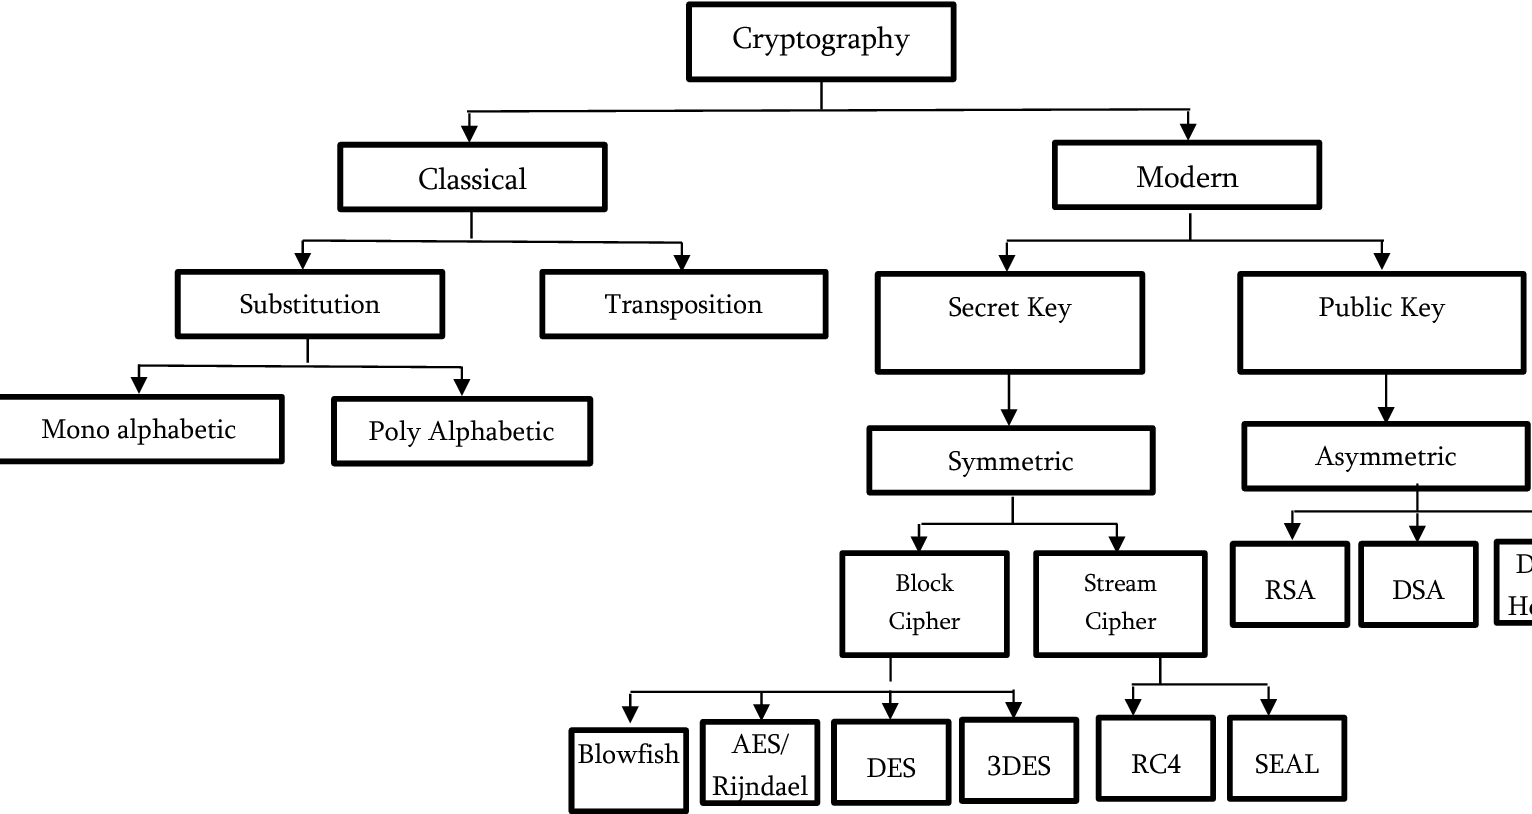 Cryptography
Classical
Modern
Substitution
Transposition
Secret Key
Public Key
Mono alphabetic
Poly Alphabetic
Symmetric
Asymmetric
Block
Cipher
Stream
Cipher
RSA
DSA
Blowfish
AES/
Rijndael
DES
3DES
RC4
SEAL